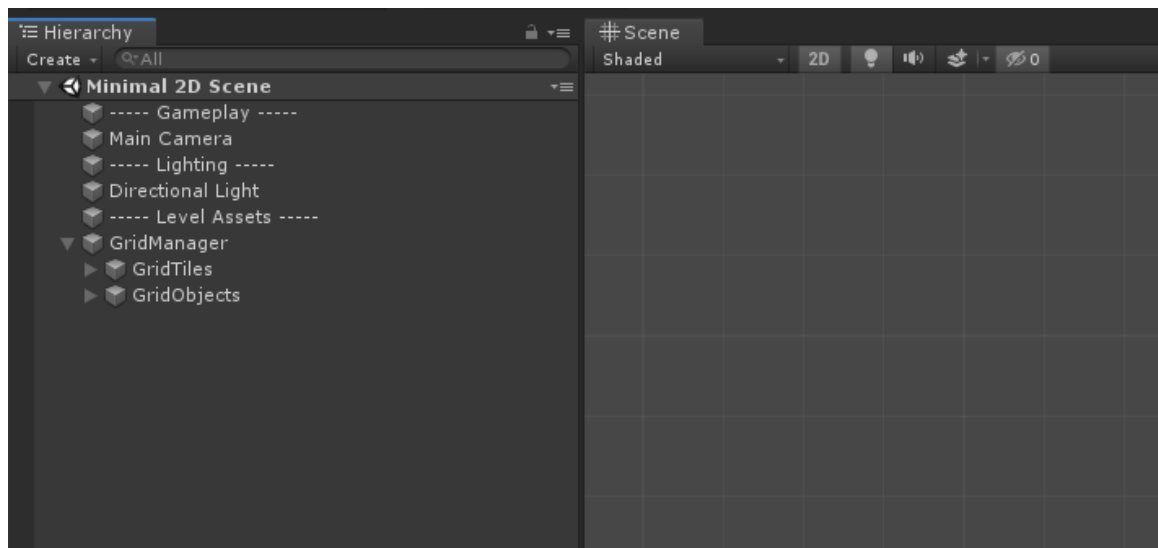 Hierarchy
Create
All
Minimal 2D Scene
----- Gameplay -----
Main Camera
----- Lighting -----
Directional Light
----- Level Assets -----
GridManager
GridTiles
GridObjects
Scene
Shaded
2D
0